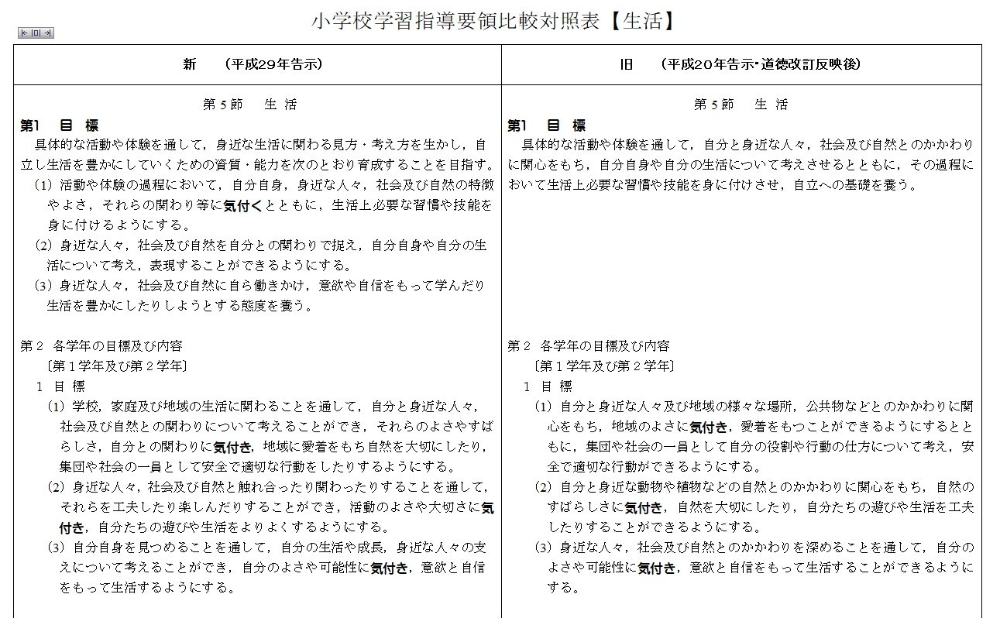 小学校学習指導要領比較対照表【生活】
新　　（平成29年告示）
第5節　生 活
第1　目 標
具体的な活動や体験を通して，身近な生活に関わる見方・考え方を生かし，自
立し生活を豊かにしていくための資質・能力を次のとおり育成することを目指す。
（1）活動や体験の過程において，自分自身，身近な人々，社会及び自然の特徴
やよさ，それらの関わり等に気付くとともに，生活上必要な習慣や技能を
身に付けるようにする。
（2）身近な人々，社会及び自然を自分との関わりで捉え，自分自身や自分の生
活について考え，表現することができるようにする。
（3）身近な人々，社会及び自然に自ら働きかけ，意欲や自信をもって学んだり
生活を豊かにしたりしようとする態度を養う。
第2 各学年の目標及び内容
〔第1学年及び第2学年〕
1 目 標
（1）学校，家庭及び地域の生活に関わることを通して，自分と身近な人々，
社会及び自然との関わりについて考えることができ，それらのよさやすば
らしさ，自分との関わりに気付き，地域に愛着をもち自然を大切にしたり，
集団や社会の一員として安全で適切な行動をしたりするようにする。
（2）身近な人々，社会及び自然と触れ合ったり関わったりすることを通して，
それらを工夫したり楽しんだりすることができ，活動のよさや大切さに気
付き，自分たちの遊びや生活をよりよくするようにする。
（3）自分自身を見つめることを通して，自分の生活や成長，身近な人々の支
えについて考えることができ，自分のよさや可能性に気付き，意欲と自信
をもって生活するようにする。
旧　　（平成20年告示・道徳改訂反映後）
第5節　生 活
第1　目 標
具体的な活動や体験を通して，自分と身近な人々，社会及び自然とのかかわり
に関心をもち，自分自身や自分の生活について考えさせるとともに，その過程に
おいて生活上必要な習慣や技能を身に付けさせ，自立への基礎を養う。
第2 各学年の目標及び内容
〔第1学年及び第2学年〕
1 目 標
（1）自分と身近な人々及び地域の様々な場所，公共物などとのかかわりに関
心をもち，地域のよさに気付き，愛着をもつことができるようにするとと
もに，集団や社会の一員として自分の役割や行動の仕方について考え，安
全で適切な行動ができるようにする。
（2）自分と身近な動物や植物などの自然とのかかわりに関心をもち，自然の
すばらしさに気付き，自然を大切にしたり，自分たちの遊びや生活を工夫
したりすることができるようにする。
（3）身近な人々，社会及び自然とのかかわりを深めることを通して，自分の
よさや可能性に気付き，意欲と自信をもって生活することができるように
する。